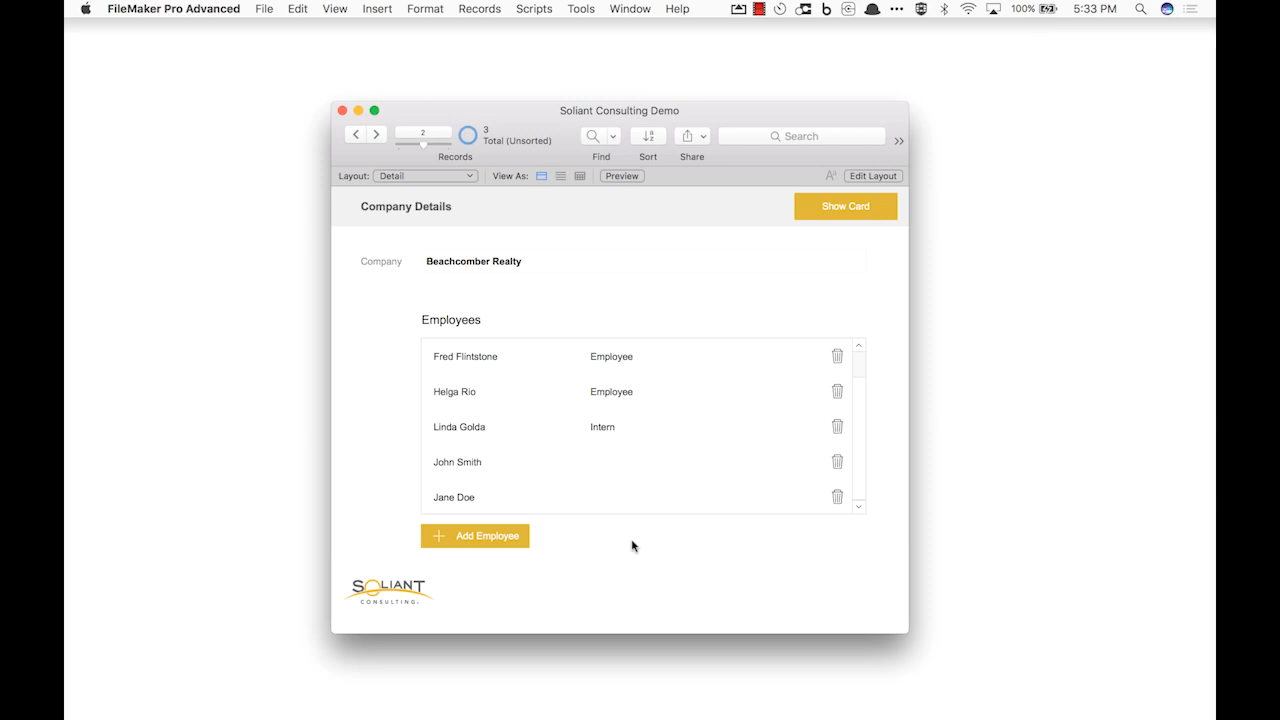 FileMaker Pro Advanced File Edit View Insert Format Records Scripts Tools Window Help 100% 5:33 PM
Soliant Consulting Demo
2 3 Total (Unsorted) Search
Records Find Sort Share
Layout: Detail View As: Preview Aa Edit Layout
Company Details Show Card
Company Beachcomber Realty
Employees
Fred Flintstone Employee
Helga Rio Employee
Linda Golda Intern
John Smith
Jane Doe
Add Employee
SOLIANT
CONSULTING